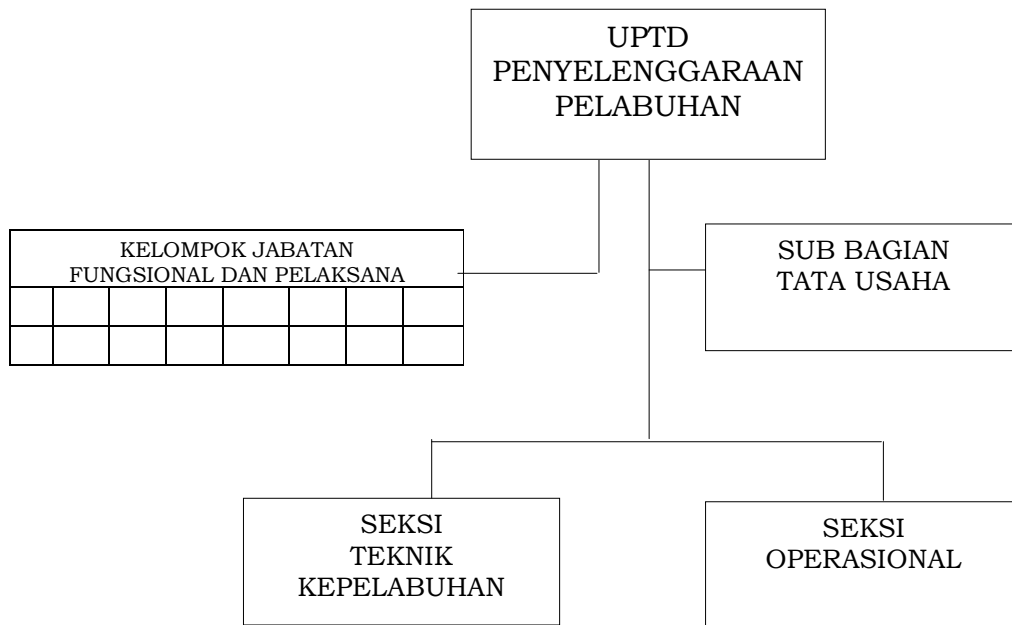 UPTD
PENYELENGGARAAN
PELABUHAN
KELOMPOK JABATAN
FUNGSIONAL DAN PELAKSANA
SUB BAGIAN
TATA USAHA
SEKSI
TEKNIK
KEPELABUHAN
SEKSI
OPERASIONAL